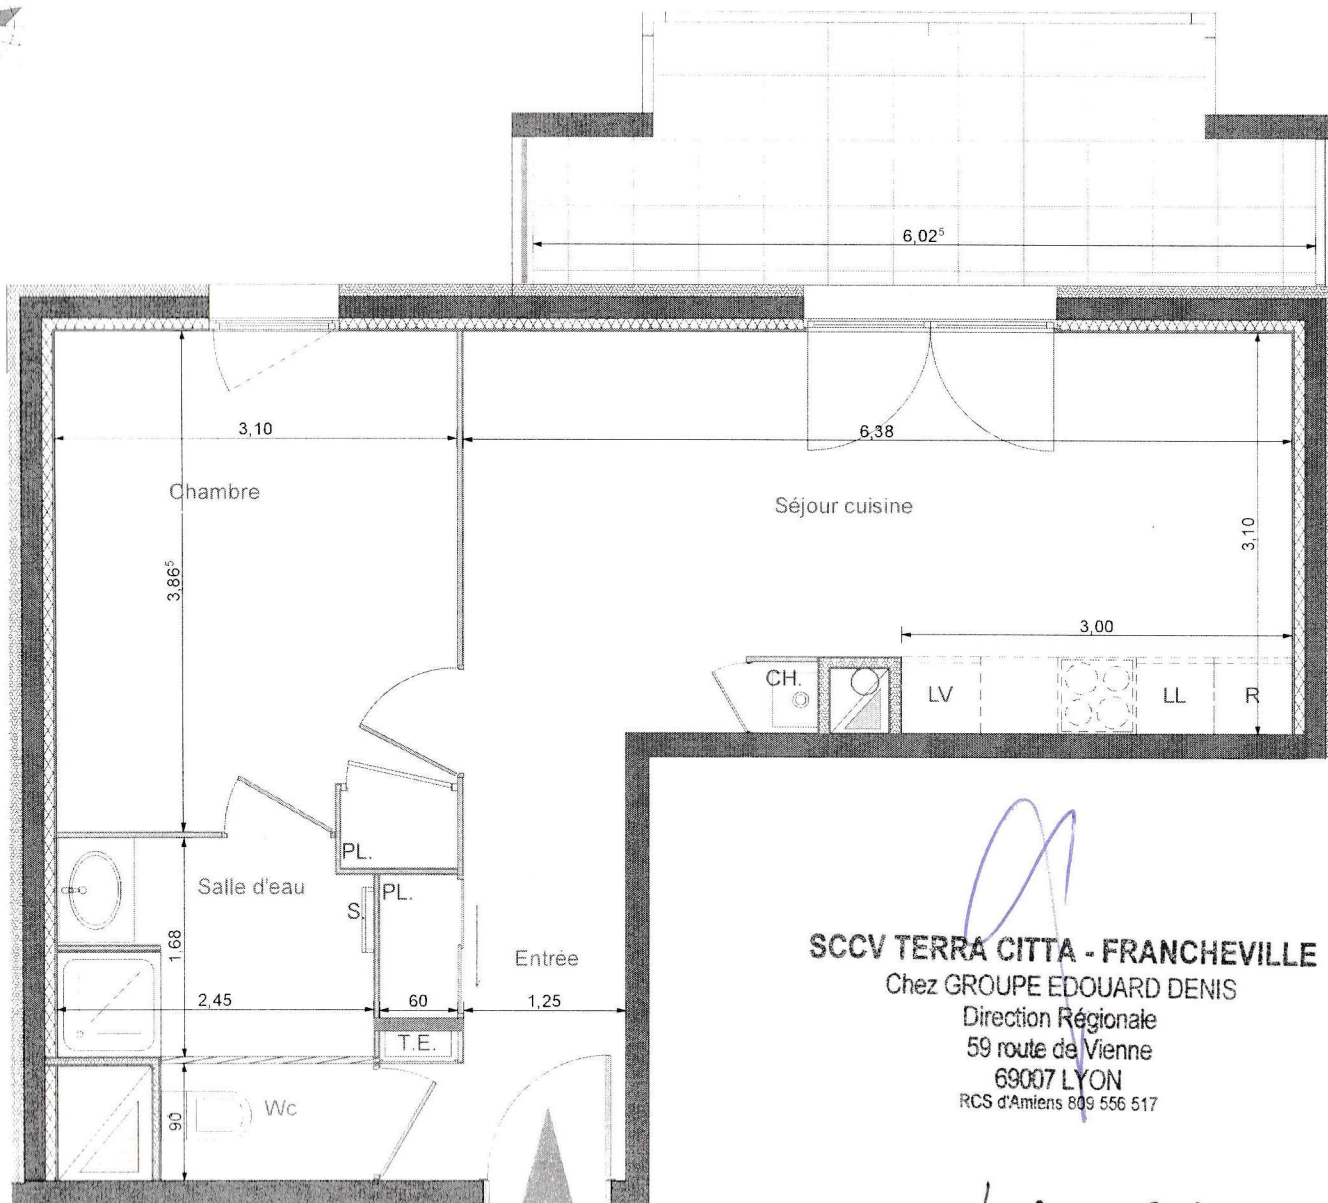 6,02⁵
3,10
6,38
Chambre
Séjour cuisine
3,86⁵
3,10
3,00
CH.
LV
LL
R
PL.
Salle d'eau
PL.
S.
1,68
Entrée
2,45
60
1,25
T.E.
Wc
90
SCCV TERRA CITTA - FRANCHEVILLE
Chez GROUPE EDOUARD DENIS
Direction Régionale
59 route de Vienne
69007 LYON
RCS d'Amiens 809 556 517